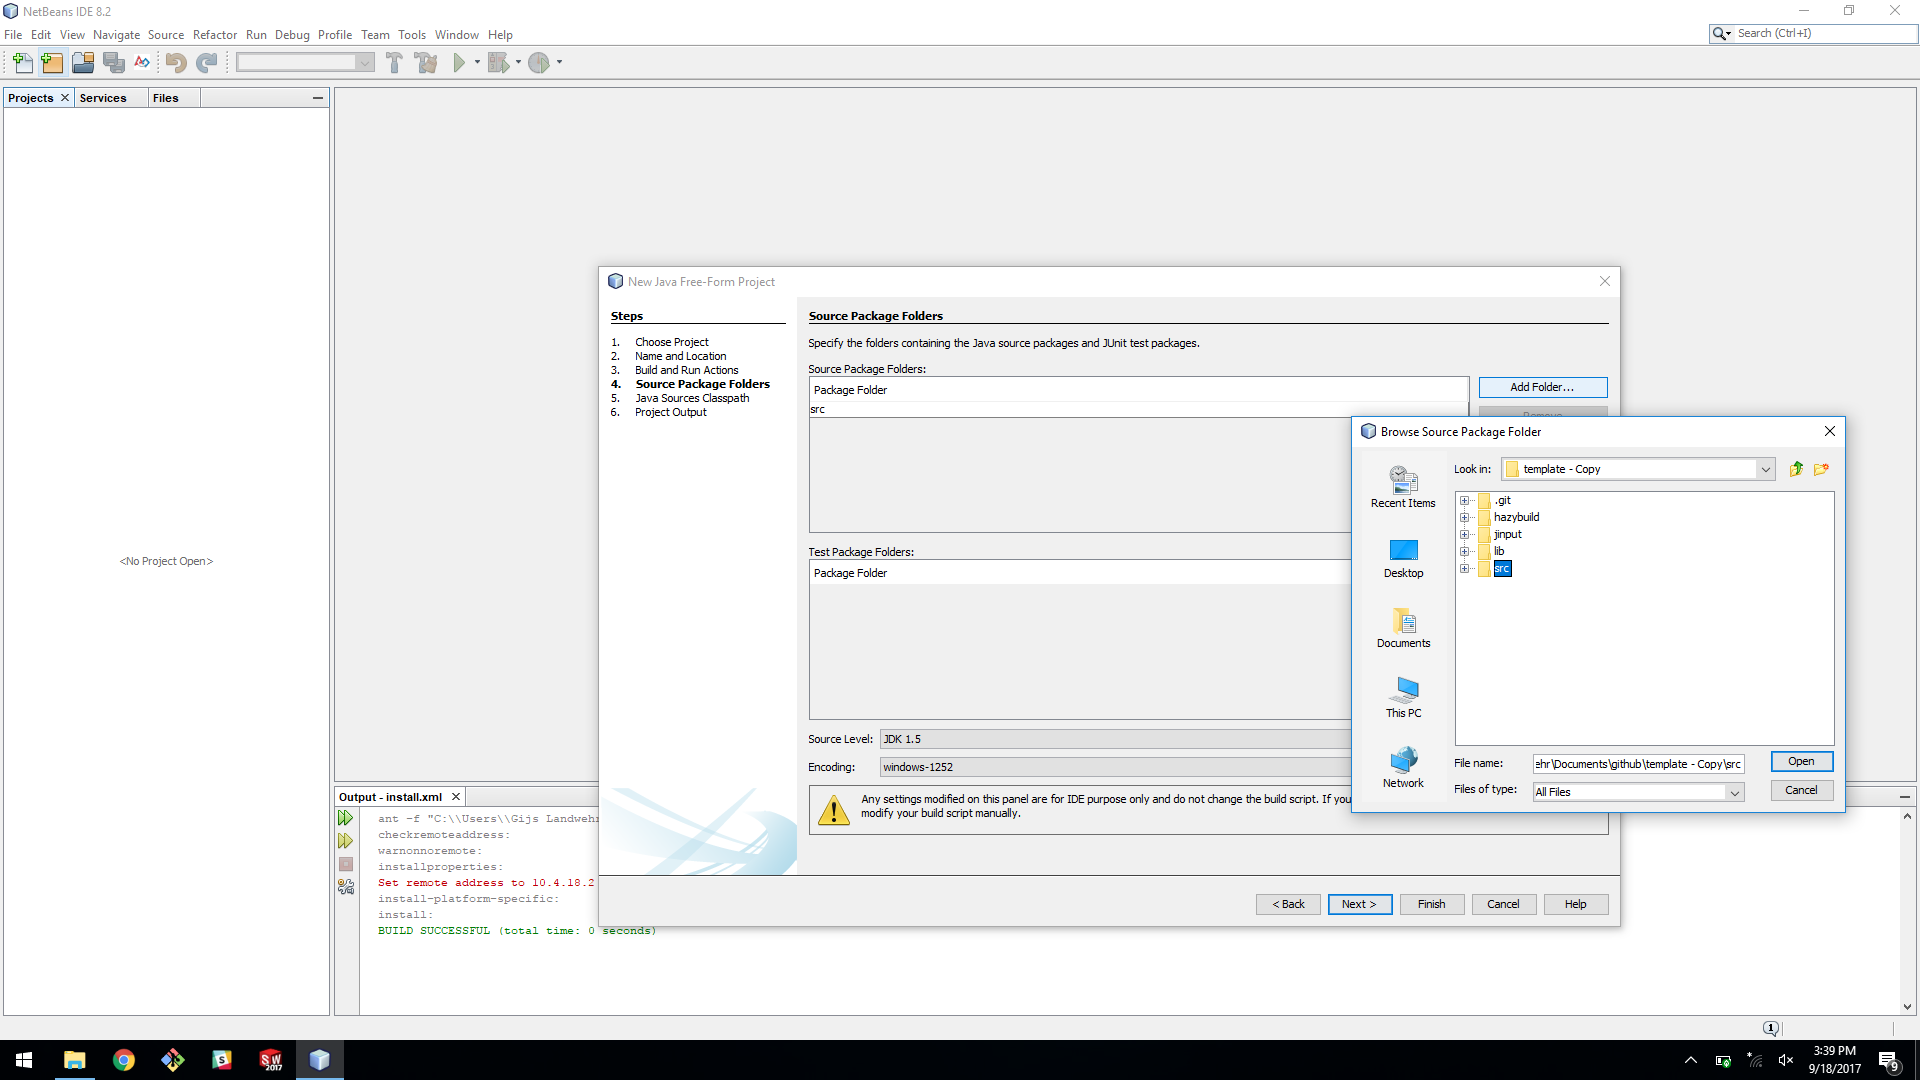 NetBeans IDE 8.2
File Edit View Navigate Source Refactor Run Debug Profile Team Tools Window Help
Search (Ctrl+I)
Projects Services Files
<No Project Open>
New Java Free-Form Project
Steps
1. Choose Project
2. Name and Location
3. Build and Run Actions
4. Source Package Folders
5. Java Sources Classpath
6. Project Output
Source Package Folders
Specify the folders containing the Java source packages and JUnit test packages.
Source Package Folders:
Package Folder
src
Add Folder...
Remove
Test Package Folders:
Package Folder
Source Level: JDK 1.5
Encoding: windows-1252
Any settings modified on this panel are for IDE purpose only and do not change the build script. If you
modify your build script manually.
< Back Next > Finish Cancel Help
Browse Source Package Folder
Look in: template - Copy
Recent Items
Desktop
Documents
This PC
Network
.git
hazybuild
jinput
lib
src
File name: ehr\Documents\github\template - Copy\src
Open
Files of type: All Files
Cancel
Output - install.xml
ant -f "C:\\Users\\Gijs Landwehr
checkremoteaddress:
warnonnoremote:
installproperties:
Set remote address to 10.4.18.2
install-platform-specific:
install:
BUILD SUCCESSFUL (total time: 0 seconds)
1
S
SW
2017
3:39 PM
9/18/2017
9